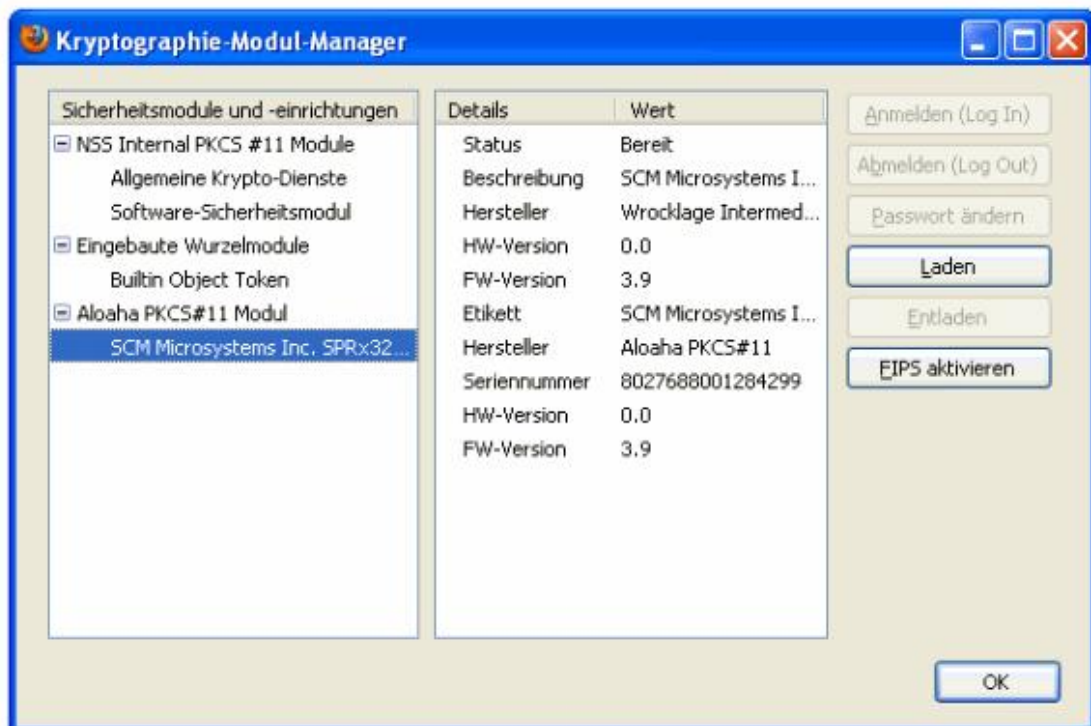 Kryptographie-Modul-Manager
Sicherheitsmodule und -einrichtungen
NSS Internal PKCS #11 Module
Allgemeine Krypto-Dienste
Software-Sicherheitsmodul
Eingebaute Wurzelmodule
Builtin Object Token
Aloaha PKCS#11 Modul
SCM Microsystems Inc. SPRx32...
Details Wert
Status Bereit
Beschreibung SCM Microsystems I...
Hersteller Wrocklage Intermed...
HW-Version 0.0
FW-Version 3.9
Etikett SCM Microsystems I...
Hersteller Aloaha PKCS#11
Seriennummer 8027688001284299
HW-Version 0.0
FW-Version 3.9
Anmelden (Log In)
Abmelden (Log Out)
Passwort ändern
Laden
Entladen
FIPS aktivieren
OK